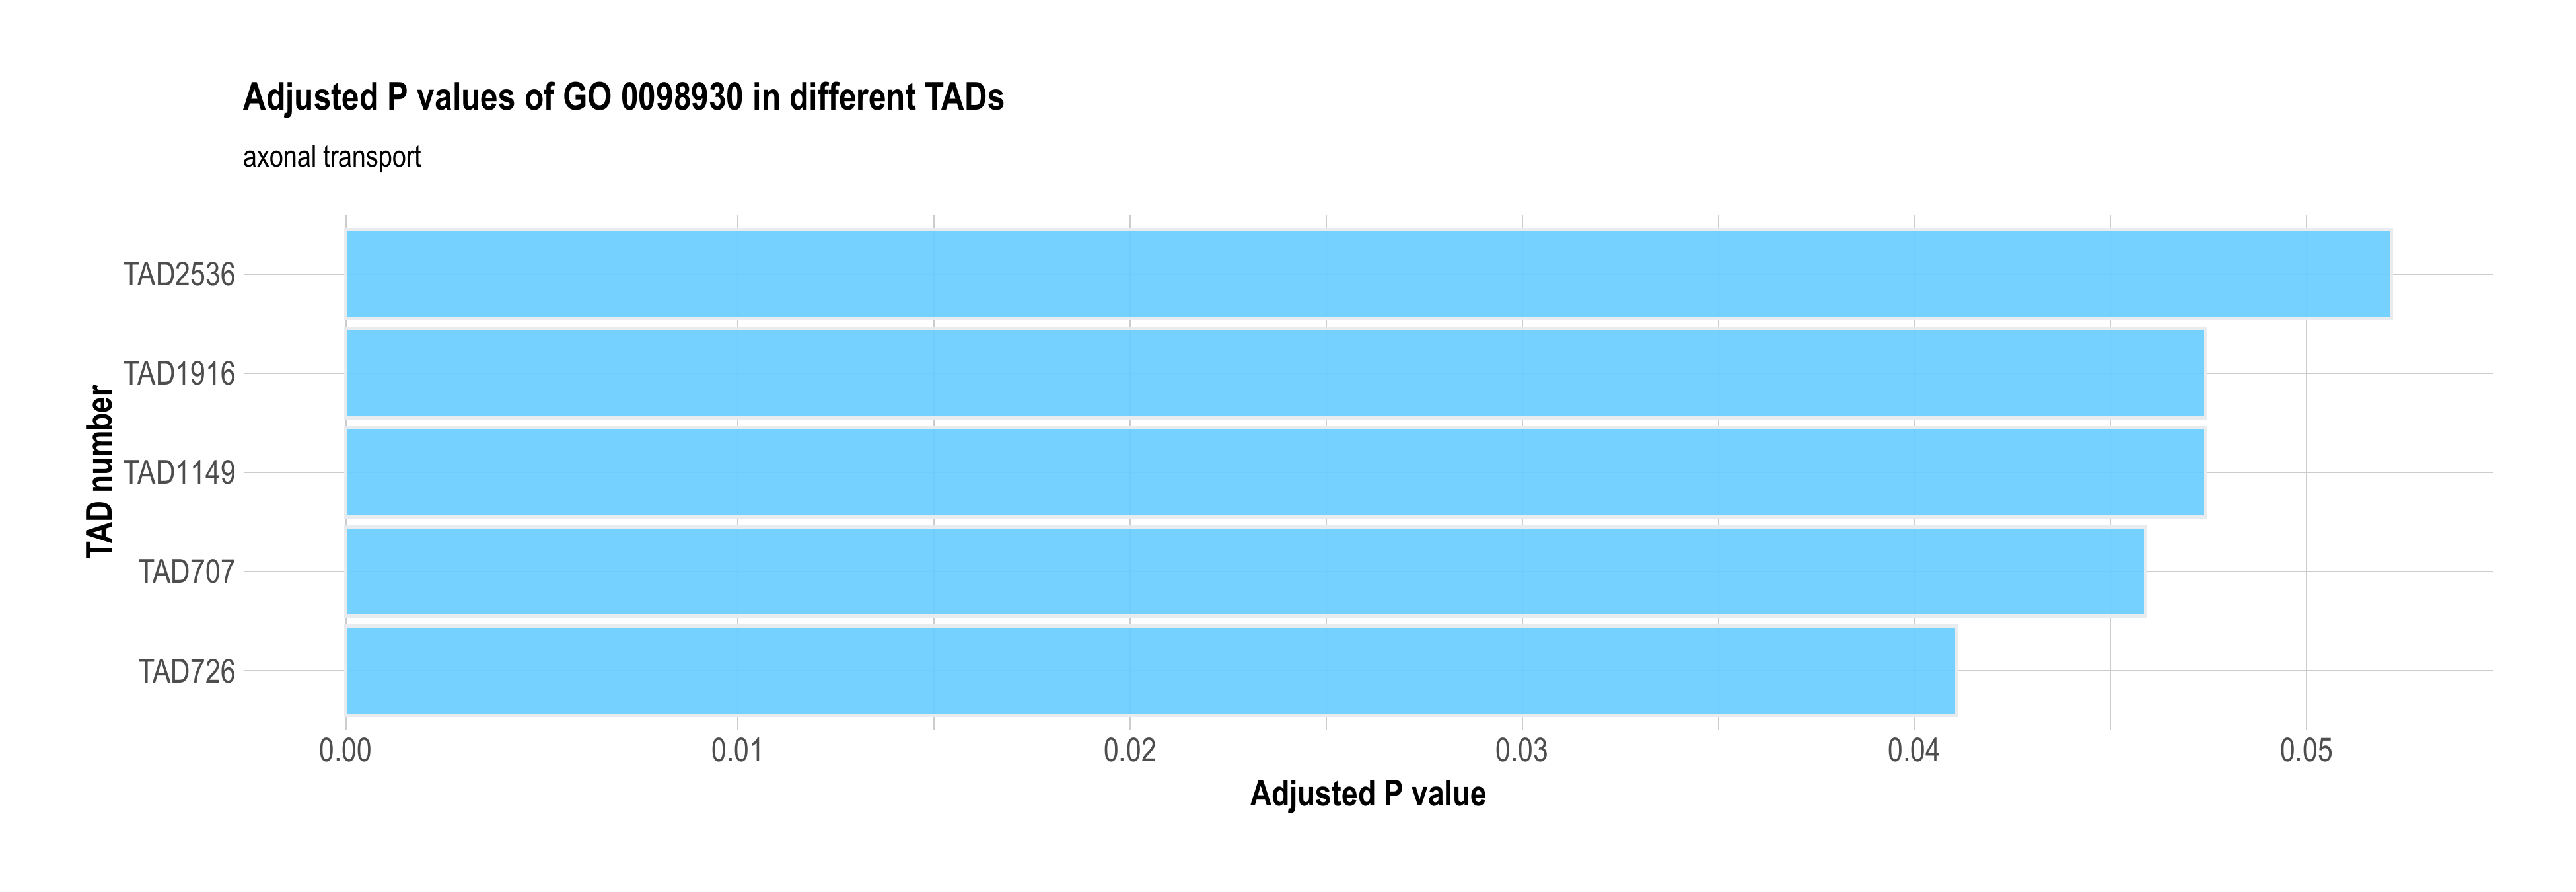 Adjusted P values of GO 0098930 in different TADs
axonal transport
TAD number
TAD2536
TAD1916
TAD1149
TAD707
TAD726
0.00 0.01 0.02 0.03 0.04 0.05
Adjusted P value